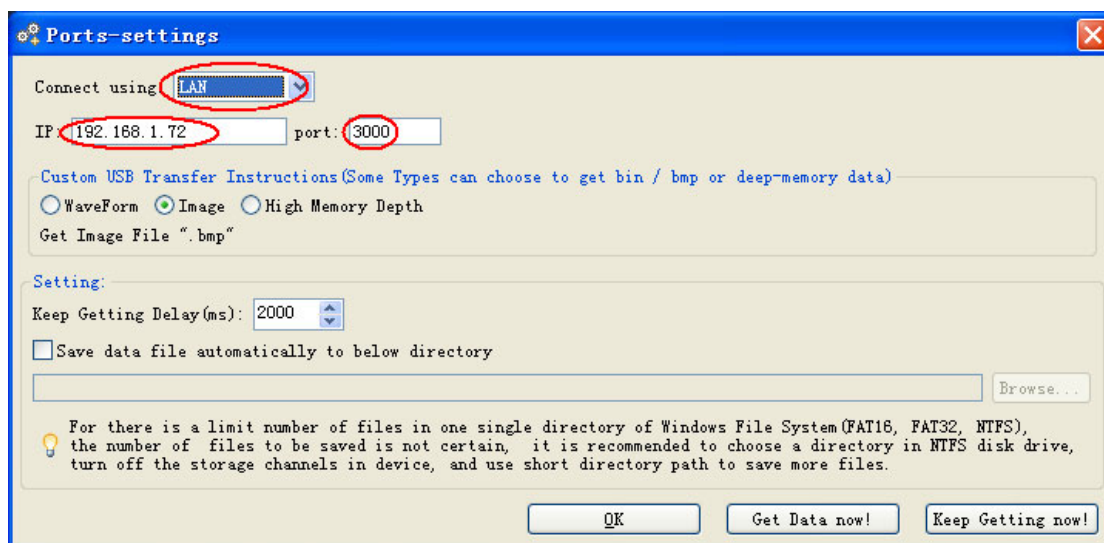 Ports-settings
Connect using: LAN
IP: 192.168.1.72 port: 3000
Custom USB Transfer Instructions(Some Types can choose to get bin / bmp or deep-memory data)
WaveForm Image High Memory Depth
Get Image File ".bmp"
Setting:
Keep Getting Delay(ms): 2000
Save data file automatically to below directory
Browse...
For there is a limit number of files in one single directory of Windows File System(FAT16, FAT32, NTFS),
the number of files to be saved is not certain, it is recommended to choose a directory in NTFS disk drive,
turn off the storage channels in device, and use short directory path to save more files.
OK Get Data now! Keep Getting now!